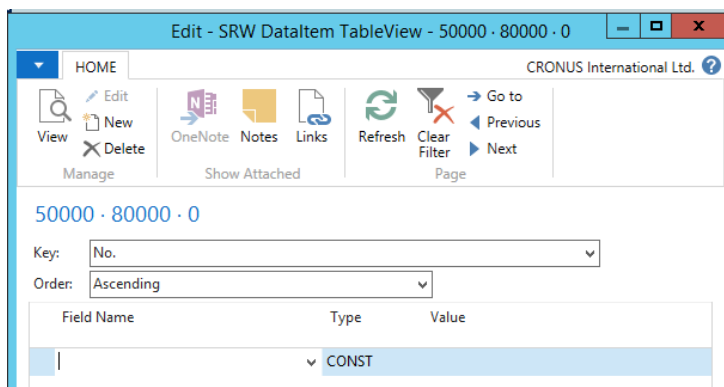 Edit - SRW DataItem TableView - 50000 · 80000 · 0
HOME
CRONUS International Ltd.
View
Edit
New
Delete
Manage
OneNote
Notes
Links
Show Attached
Refresh
Clear
Filter
Go to
Previous
Next
Page
50000 · 80000 · 0
Key: No.
Order: Ascending
Field Name Type Value
CONST